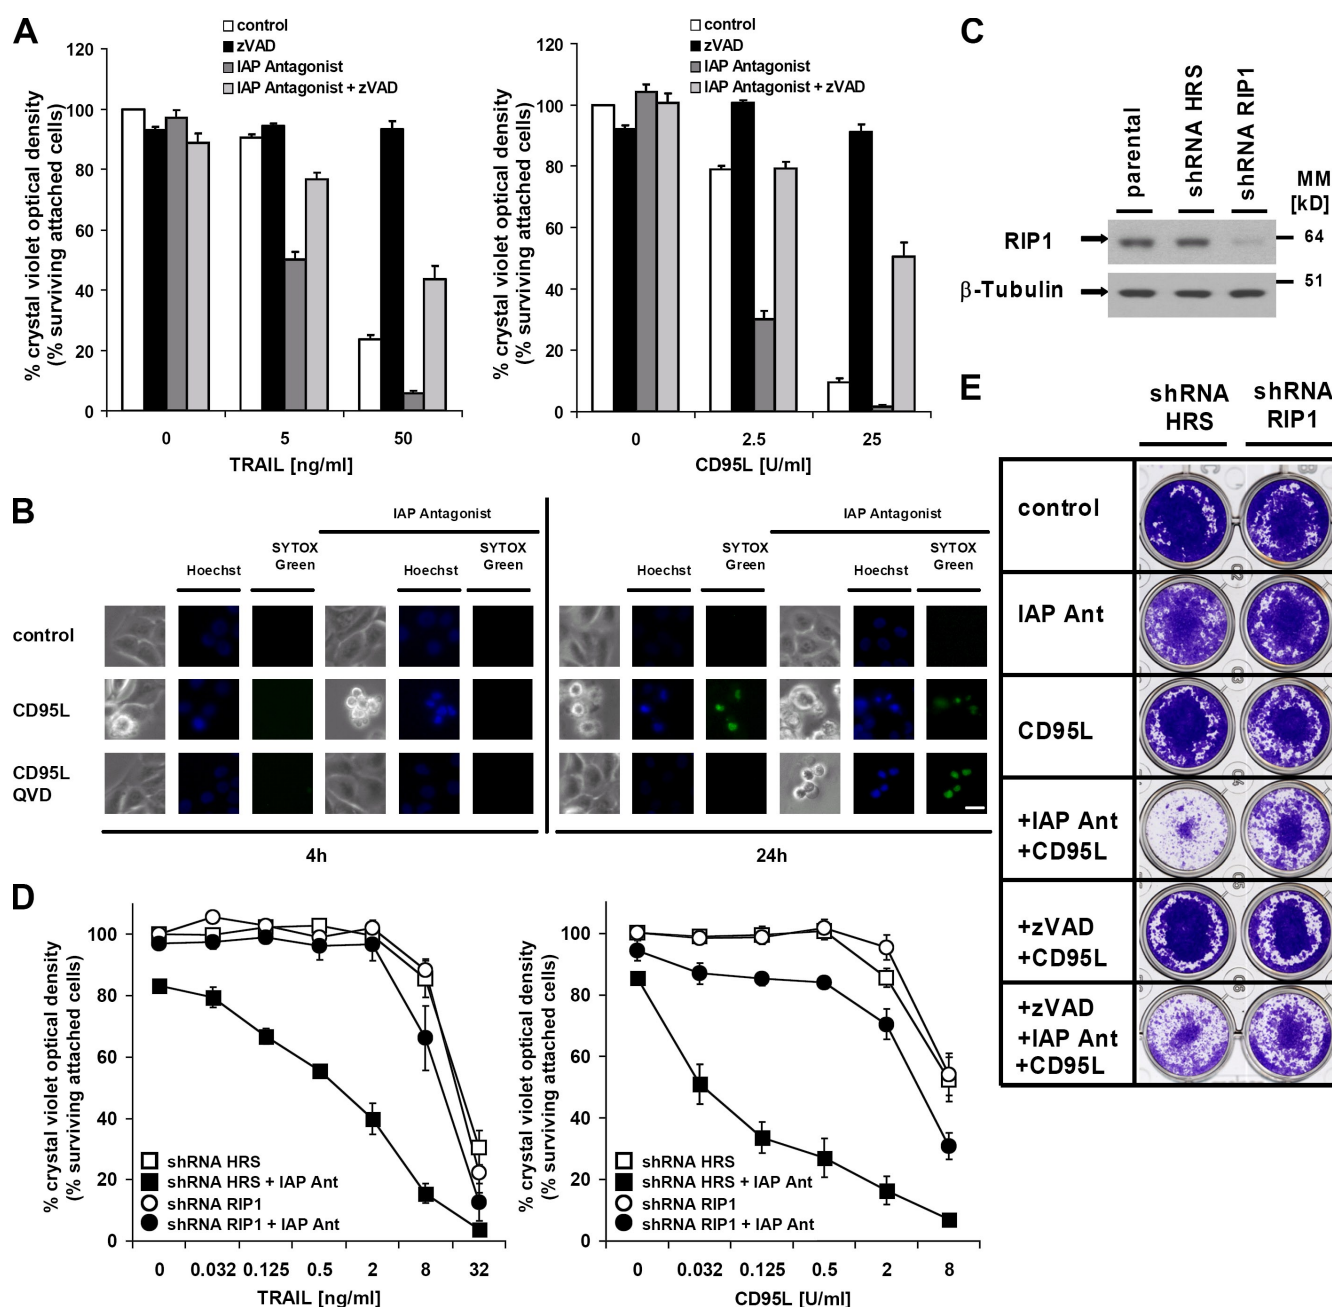 A
control
zVAD
IAP Antagonist
IAP Antagonist + zVAD
% crystal violet optical density
(% surviving attached cells)
120
100
80
60
40
20
0
0
5
50
TRAIL [ng/ml]
control
zVAD
IAP Antagonist
IAP Antagonist + zVAD
% crystal violet optical density
(% surviving attached cells)
120
100
80
60
40
20
0
0
2.5
25
CD95L [U/ml]
C
parental
shRNA HRS
shRNA RIP1
MM
[kD]
RIP1
64
β-Tubulin
51
B
IAP Antagonist
IAP Antagonist
Hoechst
SYTOX
Green
Hoechst
SYTOX
Green
Hoechst
SYTOX
Green
Hoechst
SYTOX
Green
control
CD95L
CD95L
QVD
4h
24h
E
shRNA
HRS
shRNA
RIP1
control
IAP Ant
CD95L
+IAP Ant
+CD95L
+zVAD
+CD95L
+zVAD
+IAP Ant
+CD95L
D
% crystal violet optical density
(% surviving attached cells)
100
80
60
40
20
0
shRNA HRS
shRNA HRS + IAP Ant
shRNA RIP1
shRNA RIP1 + IAP Ant
0
0.032
0.125
0.5
2
8
32
TRAIL [ng/ml]
% crystal violet optical density
(% surviving attached cells)
100
80
60
40
20
0
shRNA HRS
shRNA HRS + IAP Ant
shRNA RIP1
shRNA RIP1 + IAP Ant
0
0.032
0.125
0.5
2
8
CD95L [U/ml]